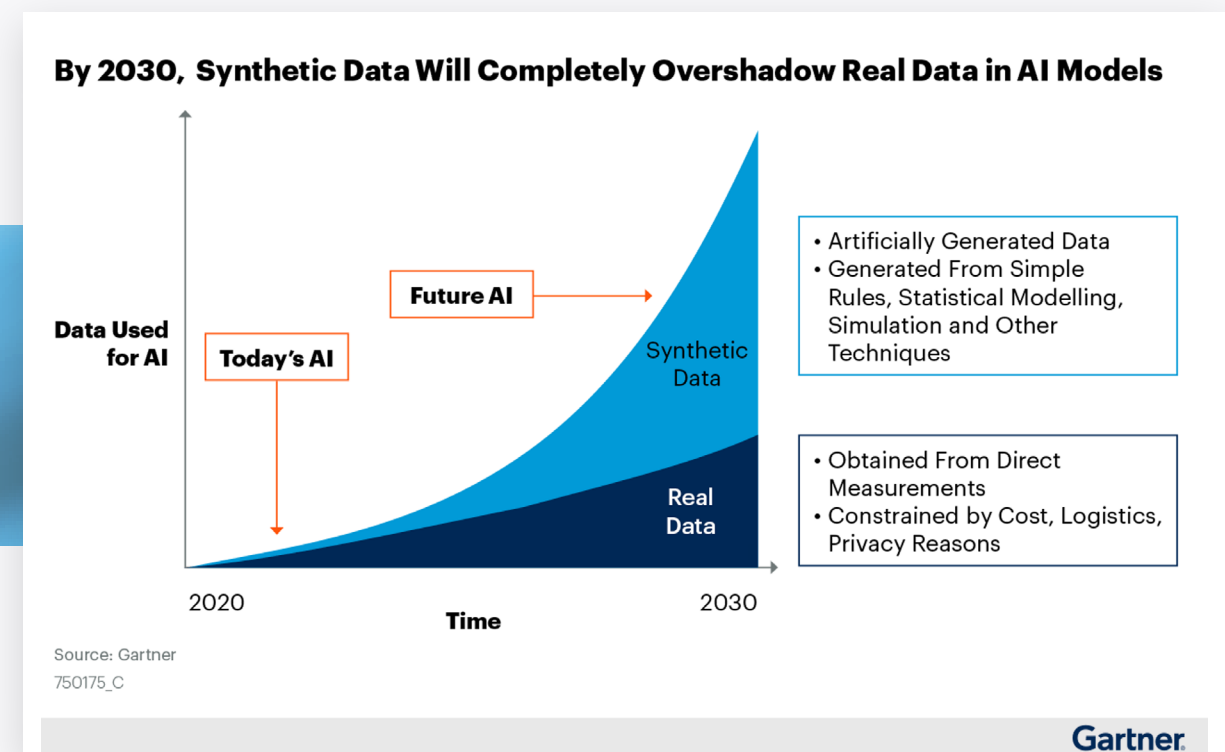 By 2030, Synthetic Data Will Completely Overshadow Real Data in AI Models
Data Used
for AI
Today's AI
Future AI
Synthetic
Data
Real
Data
• Artificially Generated Data
• Generated From Simple
Rules, Statistical Modelling,
Simulation and Other
Techniques
• Obtained From Direct
Measurements
• Constrained by Cost, Logistics,
Privacy Reasons
2020
2030
Time
Source: Gartner
750175_C
Gartner